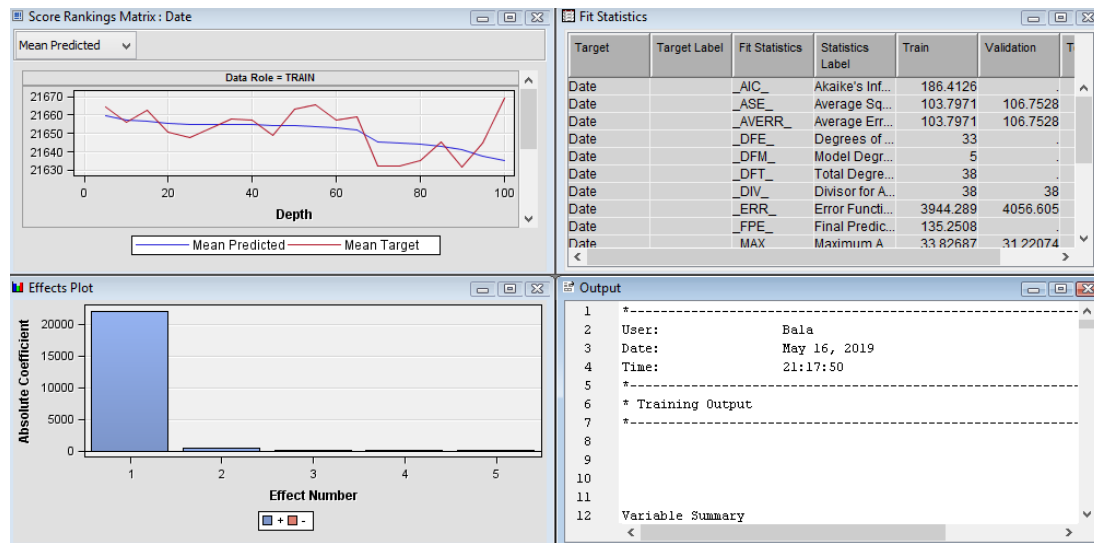 Score Rankings Matrix : Date
Mean Predicted
Data Role = TRAIN
21670
21660
21650
21640
21630
0 20 40 60 80 100
Depth
Mean Predicted Mean Target
Fit Statistics
Target Target Label Fit Statistics Statistics Label Train Validation T
Date _AIC_ Akaike's Inf... 186.4126 .
Date _ASE_ Average Sq... 103.7971 106.7528
Date _AVERR_ Average Err... 103.7971 106.7528
Date _DFE_ Degrees of ... 33 .
Date _DFM_ Model Degr... 5 .
Date _DFT_ Total Degre... 38 .
Date _DIV_ Divisor for A... 38 38
Date _ERR_ Error Functi... 3944.289 4056.605
Date _FPE_ Final Predic... 135.2508 .
Date _MAX_ Maximum A... 33.82687 31.22074
Effects Plot
Absolute Coefficient
20000
15000
10000
5000
0
1 2 3 4 5
Effect Number
+ -
Output
1 *------------------------------------------------------------
2 User: Bala
3 Date: May 16, 2019
4 Time: 21:17:50
5 *------------------------------------------------------------
6 * Training Output
7 *------------------------------------------------------------
8
9
10
11
12 Variable Summary